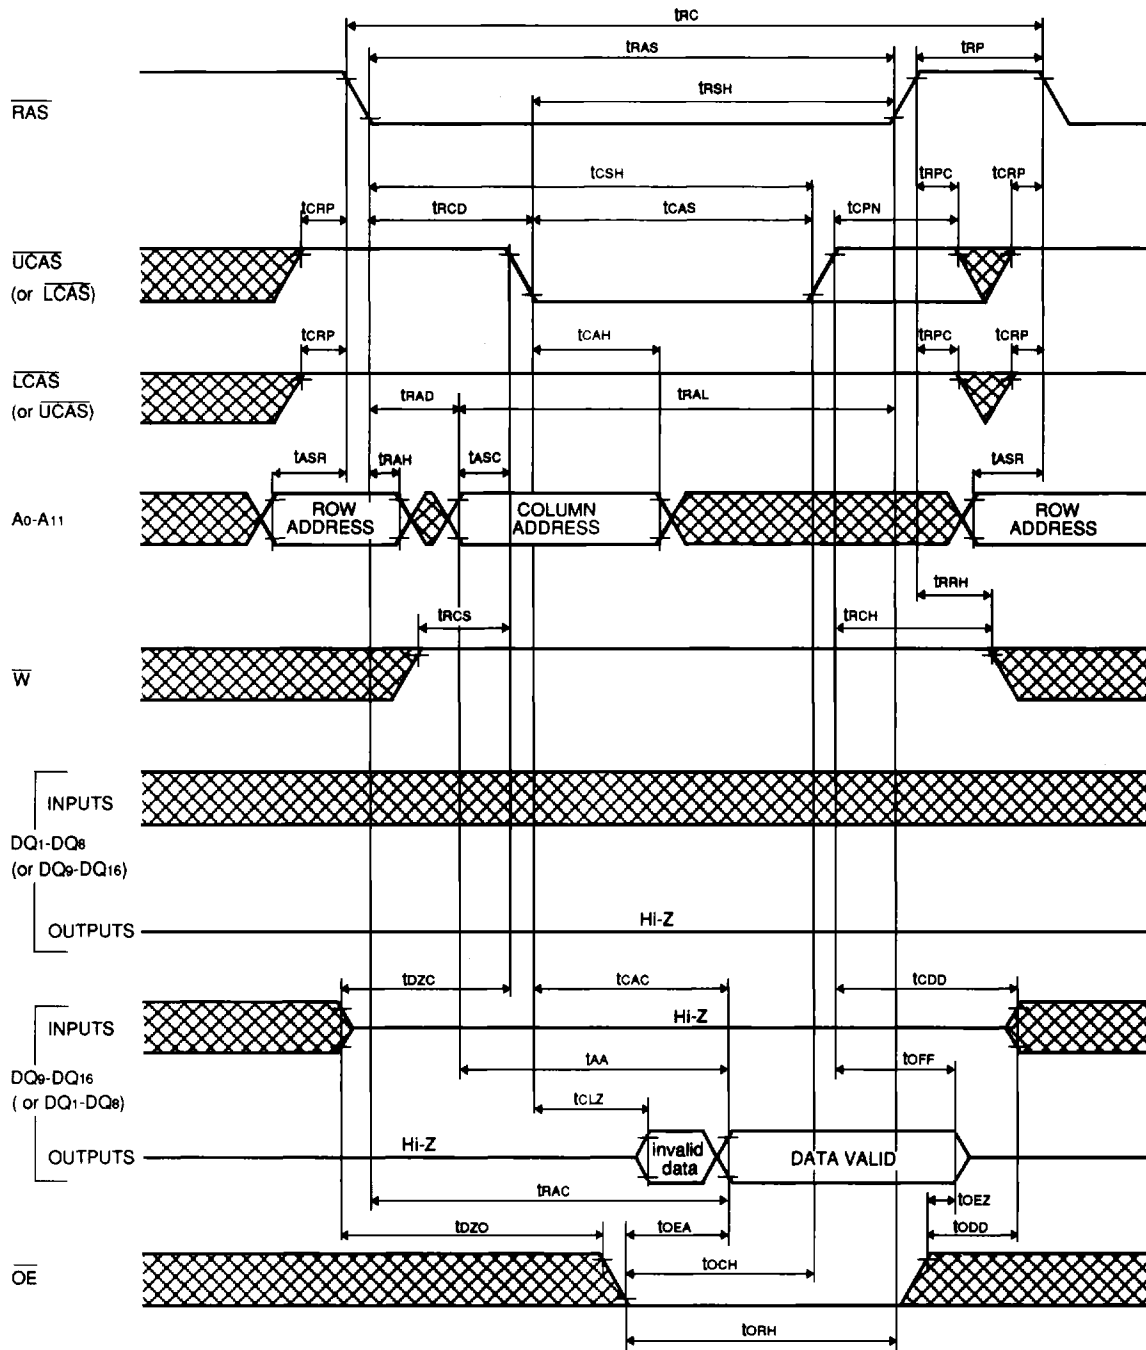 tRC
tRAS tRP
tRSH
RAS
tCSH tRPC tCRP
tCRP tRCD tCAS tCPN
UCAS
(or LCAS)
tCRP tCAH tRPC tCRP
LCAS
(or UCAS)
tRAD tRAL
tASR tRAH tASC tASR
A0-A11
ROW ADDRESS
COLUMN ADDRESS
ROW ADDRESS
tRRH
tRCS tRCH
W
INPUTS
DQ1-DQ8
(or DQ9-DQ16)
OUTPUTS Hi-Z
tDZC tCAC tCDD
INPUTS Hi-Z
tAA tOFF
DQ9-DQ16
( or DQ1-DQ8)
tCLZ
OUTPUTS Hi-Z
invalid data
DATA VALID
tRAC tOEZ
tDZO tOEA tODD
OE
tOCH
tORH